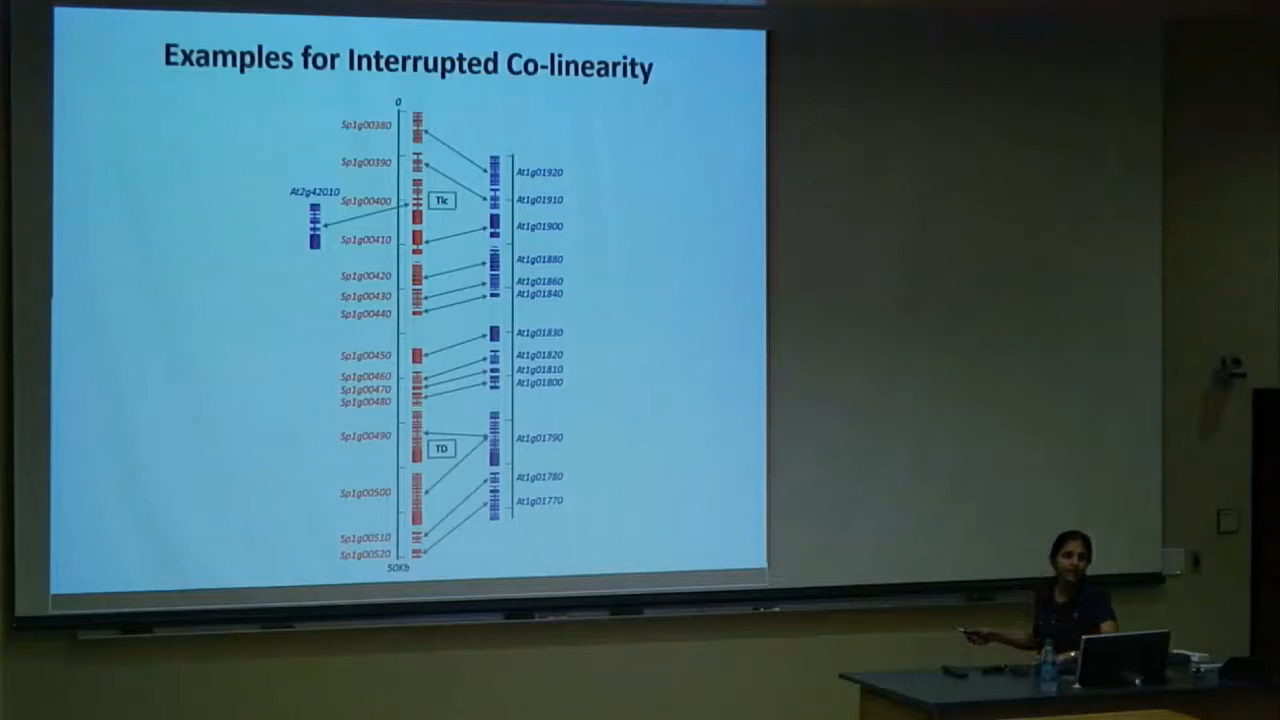 Examples for Interrupted Co-linearity
0
Sp1g00380
Sp1g00390
At2g42010
Sp1g00400
Tlc
Sp1g00410
Sp1g00420
Sp1g00430
Sp1g00440
Sp1g00450
Sp1g00460
Sp1g00470
Sp1g00480
Sp1g00490
TD
Sp1g00500
Sp1g00510
Sp1g00520
50Kb
At1g01920
At1g01910
At1g01900
At1g01880
At1g01860
At1g01840
At1g01830
At1g01820
At1g01810
At1g01800
At1g01790
At1g01780
At1g01770